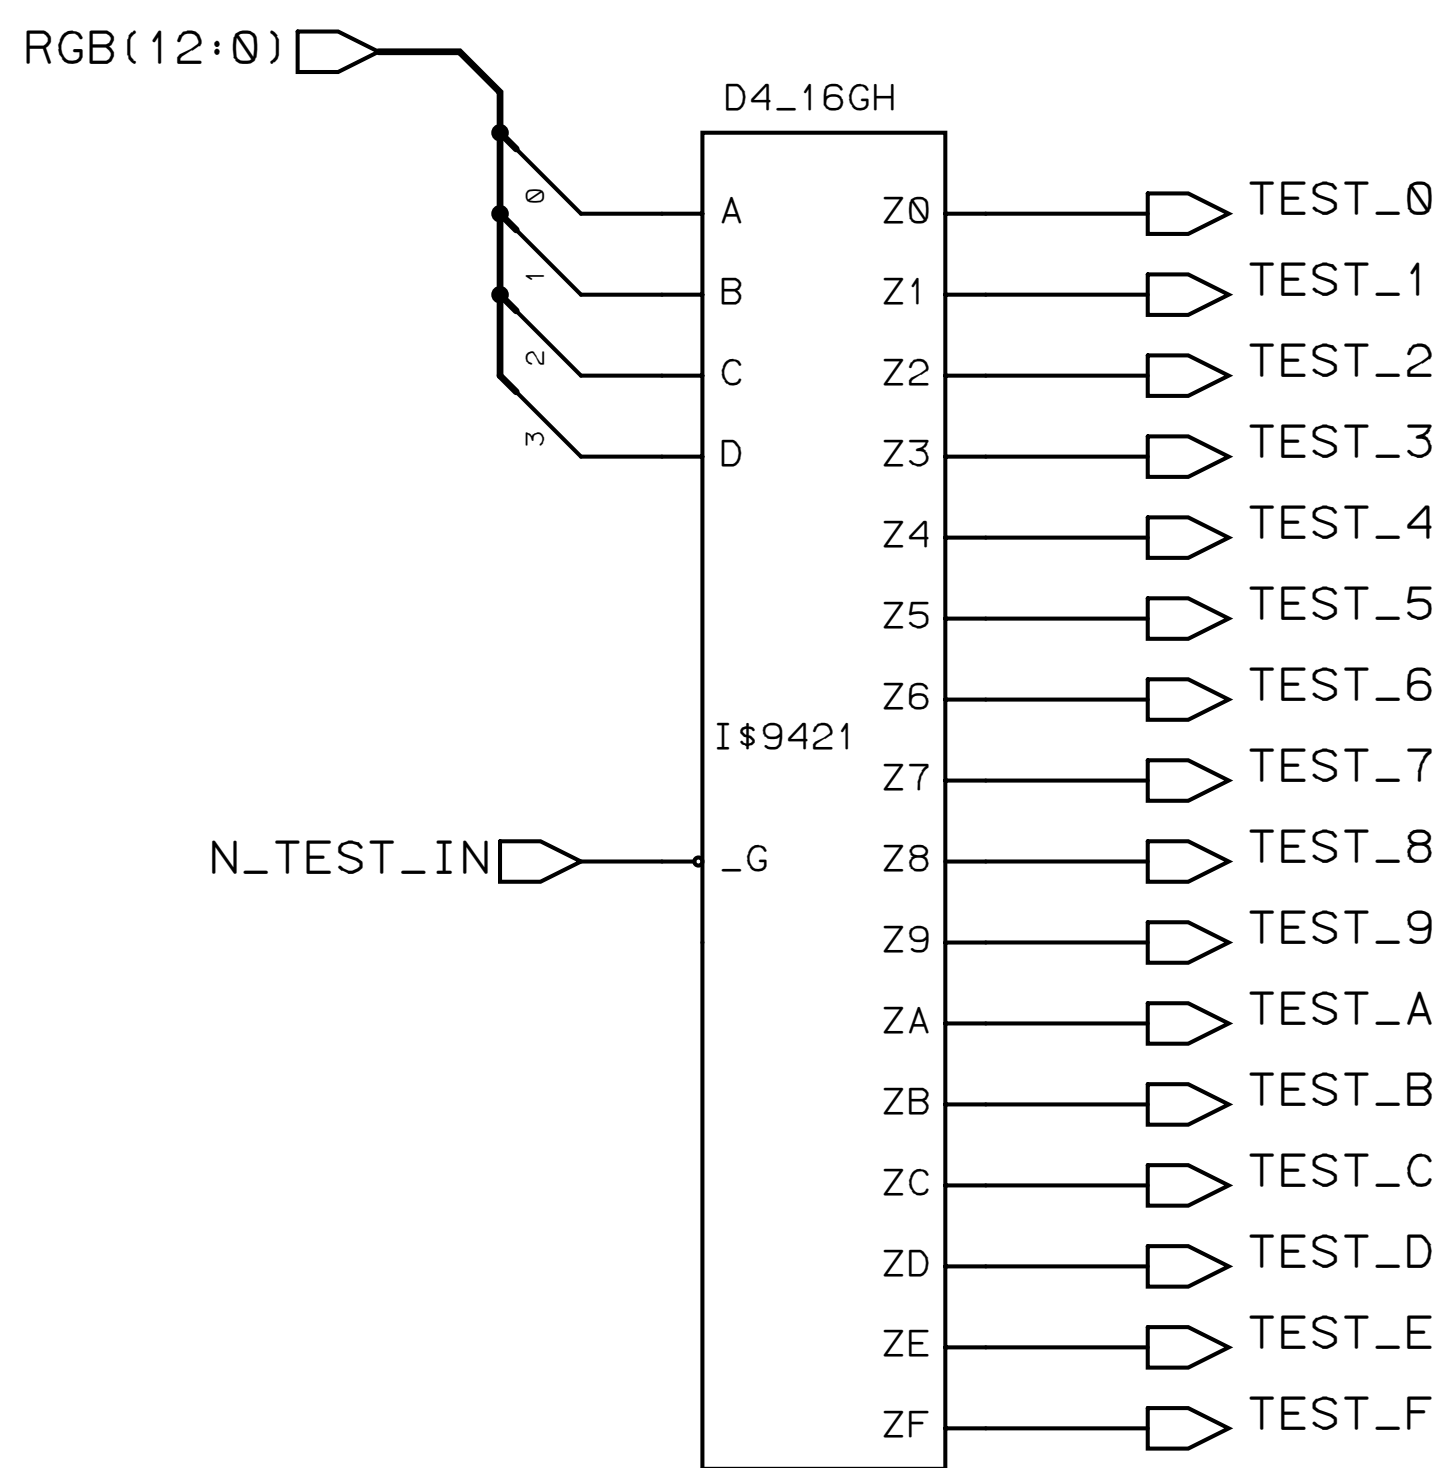 RGB(12:0)
D4_16GH
0 A Z0 TEST_0
1 B Z1 TEST_1
2 C Z2 TEST_2
3 D Z3 TEST_3
Z4 TEST_4
Z5 TEST_5
Z6 TEST_6
I$9421
Z7 TEST_7
N_TEST_IN _G Z8 TEST_8
Z9 TEST_9
ZA TEST_A
ZB TEST_B
ZC TEST_C
ZD TEST_D
ZE TEST_E
ZF TEST_F